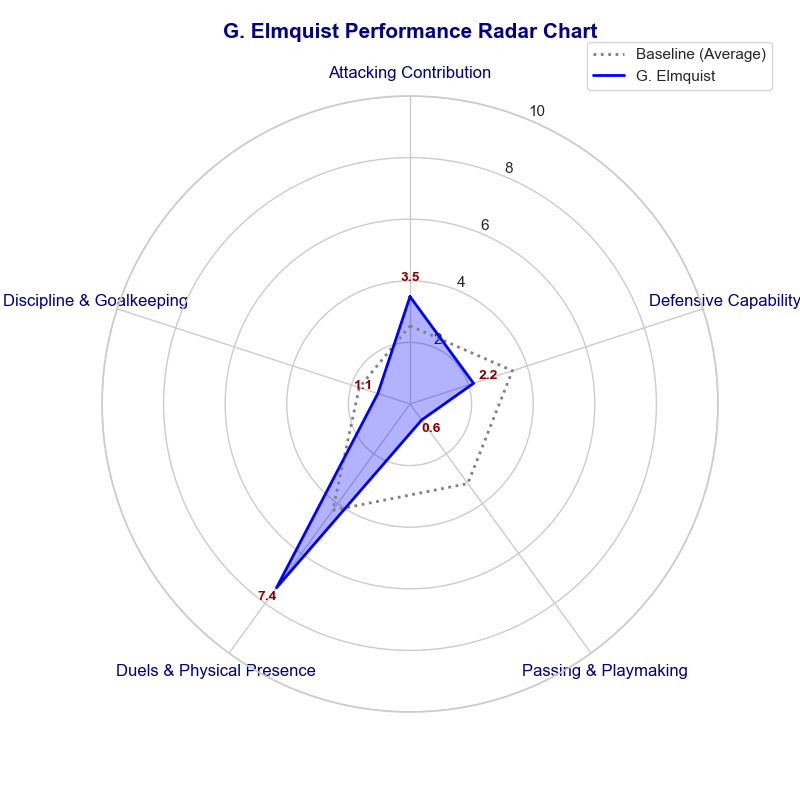 G. Elmquist Performance Radar Chart
Baseline (Average)
G. Elmquist
Attacking Contribution
10
8
6
4
2
3.5
Discipline & Goalkeeping
Defensive Capability
1.1
2.2
0.6
7.4
Duels & Physical Presence
Passing & Playmaking